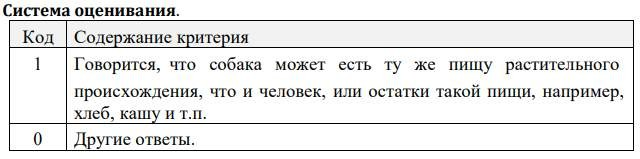 Система оценивания.
Код Содержание критерия
1 Говорится, что собака может есть ту же пищу растительного
происхождения, что и человек, или остатки такой пищи, например,
хлеб, кашу и т.п.
0 Другие ответы.